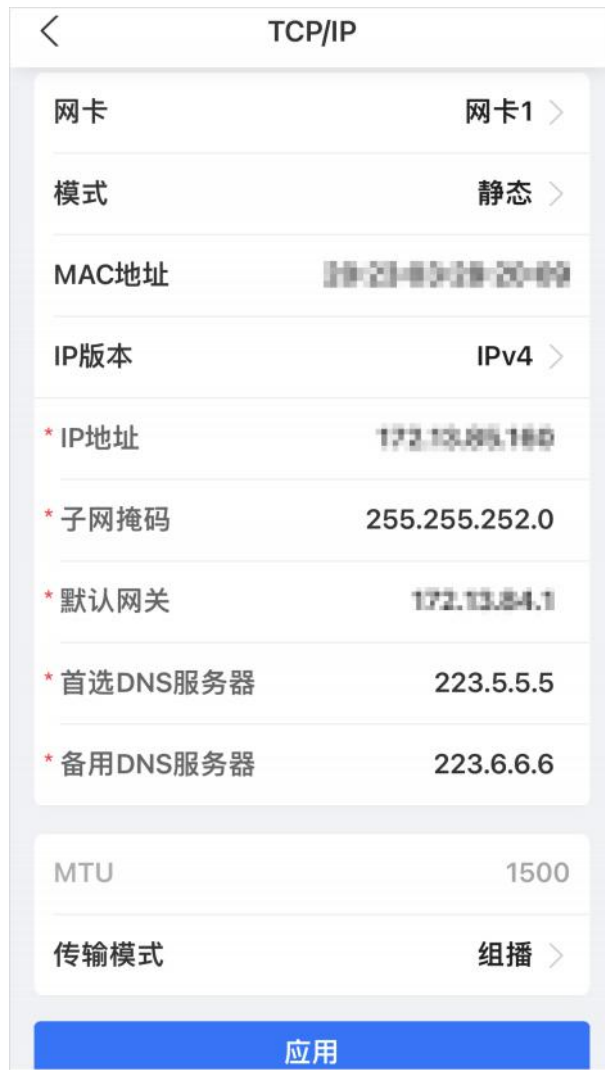 TCP/IP
网卡 网卡1
模式 静态
MAC地址
IP版本 IPv4
* IP地址
* 子网掩码 255.255.252.0
* 默认网关
* 首选DNS服务器 223.5.5.5
* 备用DNS服务器 223.6.6.6
MTU 1500
传输模式 组播
应用